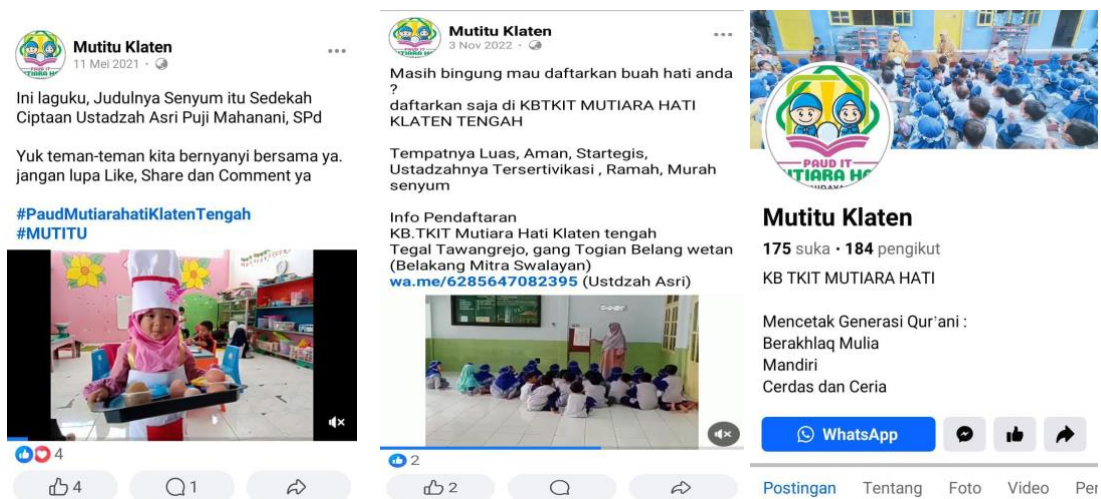 Mutitu Klaten
11 Mei 2021 ·
PAUD IT
Ini laguku, Judulnya Senyum itu Sedekah
Ciptaan Ustadzah Asri Puji Mahanani, SPd
Yuk teman-teman kita bernyanyi bersama ya.
jangan lupa Like, Share dan Comment ya
#PaudMutiarahatiKlatenTengah
#MUTITU
4
4
1
Mutitu Klaten
3 Nov 2022 ·
Masih bingung mau daftarkan buah hati anda
?
daftarkan saja di KBTKIT MUTIARA HATI
KLATEN TENGAH
Tempatnya Luas, Aman, Startegis,
Ustadzahnya Tersertivikasi , Ramah, Murah
senyum
Info Pendaftaran
KB.TKIT Mutiara Hati Klaten tengah
Tegal Tawangrejo, gang Togian Belang wetan
(Belakang Mitra Swalayan)
wa.me/6285647082395 (Ustdzah Asri)
2
2
PAUD IT
Mutitu Klaten
175 suka · 184 pengikut
KB TKIT MUTIARA HATI
Mencetak Generasi Qur'ani :
Berakhlaq Mulia
Mandiri
Cerdas dan Ceria
WhatsApp
Postingan Tentang Foto Video Per